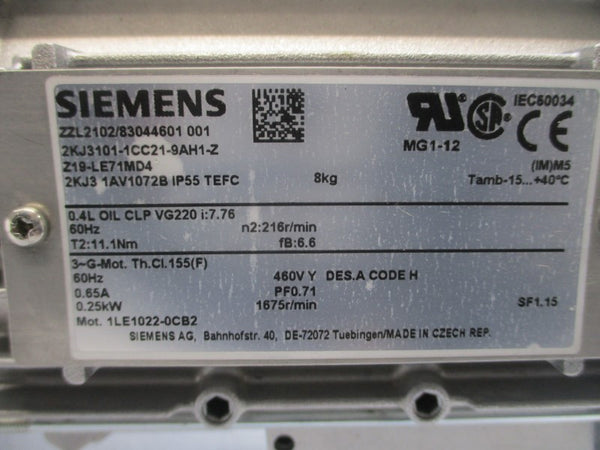 SIEMENS
ZZL2102/83044601 001
2KJ3101-1CC21-9AH1-Z
Z19-LE71MD4
2KJ3 1AV1072B IP55 TEFC 8kg
IEC60034
MG1-12
(IM)M5
Tamb-15...+40°C
0.4L OIL CLP VG220 i:7.76
60Hz n2:216r/min
T2:11.1Nm fB:6.6
3~G-Mot. Th.Cl.155(F)
60Hz 460V Y DES.A CODE H
0.65A PF0.71
0.25kW 1675r/min SF1.15
Mot. 1LE1022-0CB2
SIEMENS AG, Bahnhofstr. 40, DE-72072 Tuebingen/MADE IN CZECH REP.